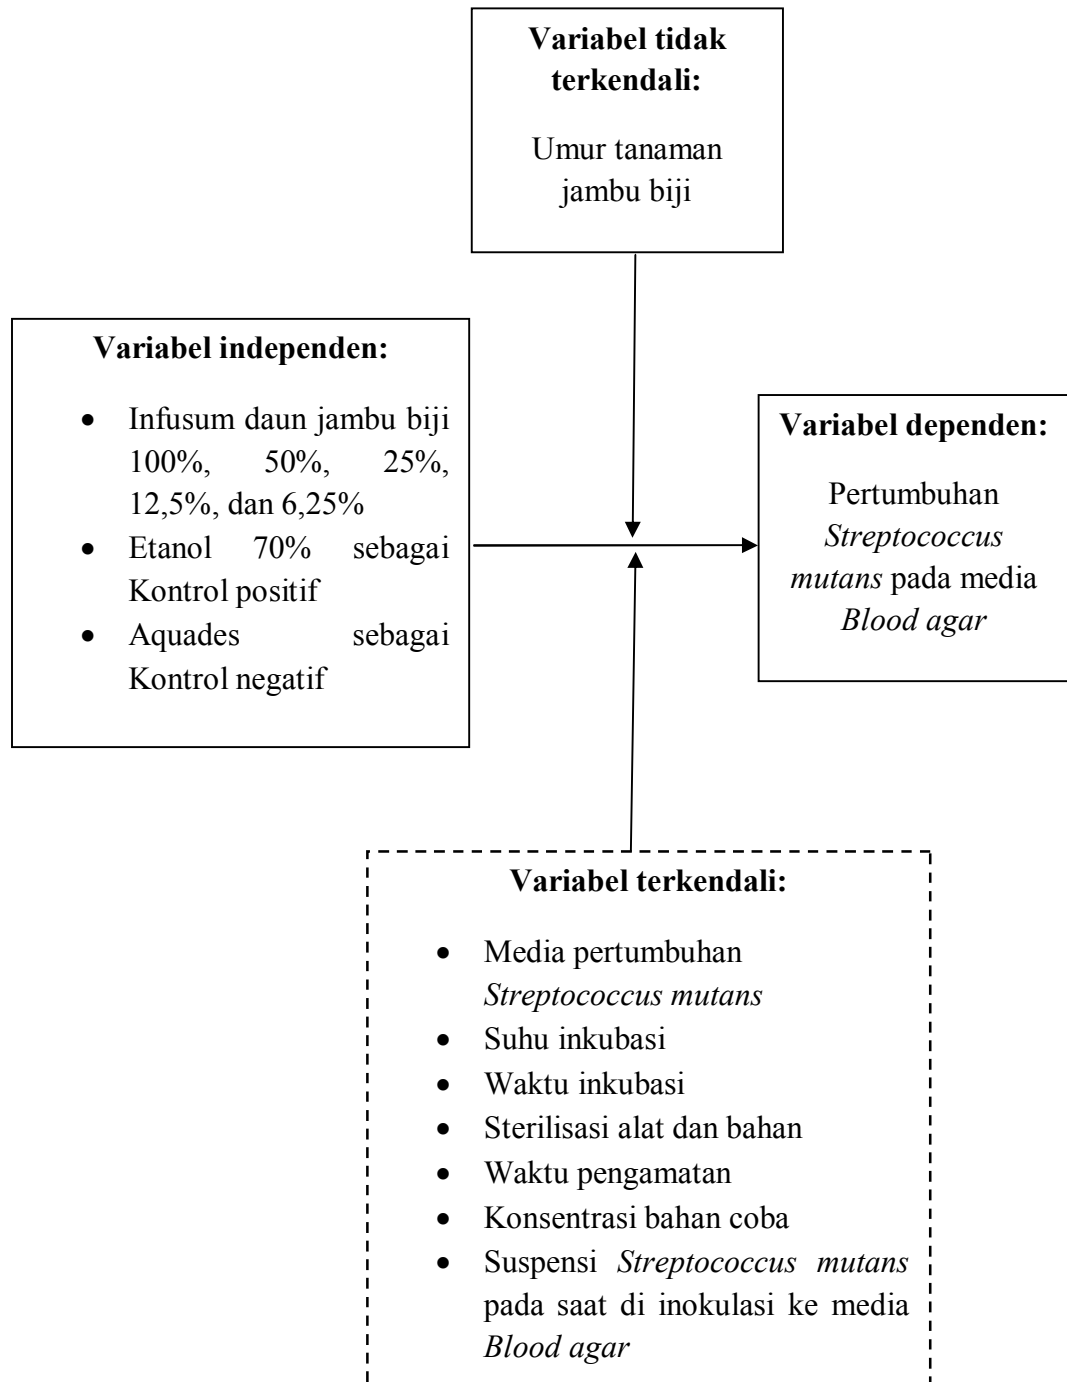 Variabel tidak
terkendali:
Umur tanaman
jambu biji
Variabel independen:
• Infusum daun jambu biji
100%, 50%, 25%,
12,5%, dan 6,25%
• Etanol 70% sebagai
Kontrol positif
• Aquades sebagai
Kontrol negatif
Variabel dependen:
Pertumbuhan
Streptococcus
mutans pada media
Blood agar
Variabel terkendali:
• Media pertumbuhan
Streptococcus mutans
• Suhu inkubasi
• Waktu inkubasi
• Sterilisasi alat dan bahan
• Waktu pengamatan
• Konsentrasi bahan coba
• Suspensi Streptococcus mutans
pada saat di inokulasi ke media
Blood agar